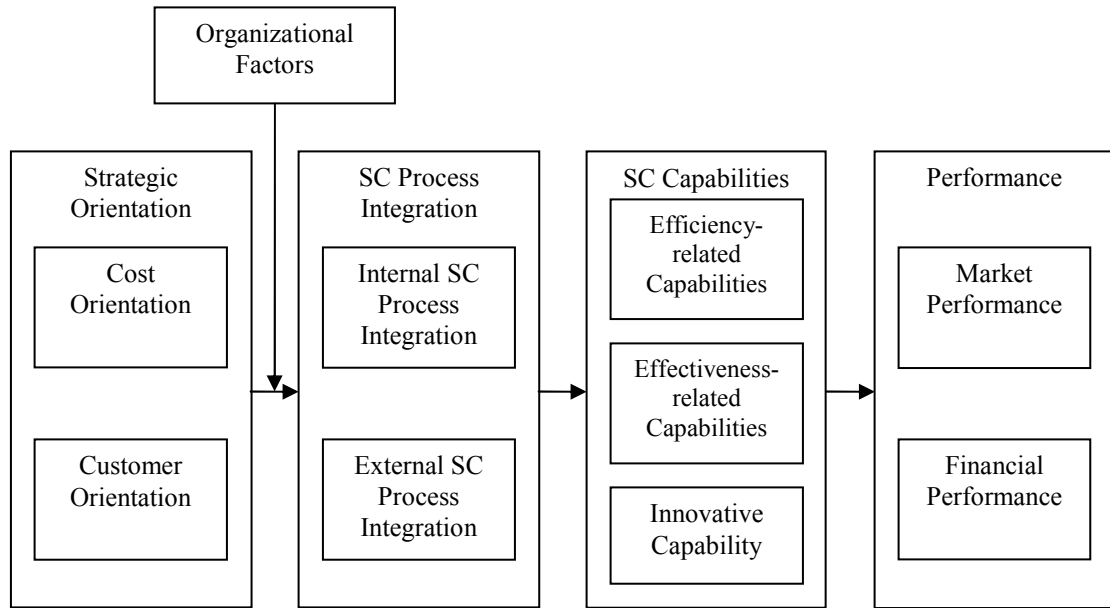 Organizational
Factors
Strategic
Orientation
Cost
Orientation
Customer
Orientation
SC Process
Integration
Internal SC
Process
Integration
External SC
Process
Integration
SC Capabilities
Efficiency-
related
Capabilities
Effectiveness-
related
Capabilities
Innovative
Capability
Performance
Market
Performance
Financial
Performance